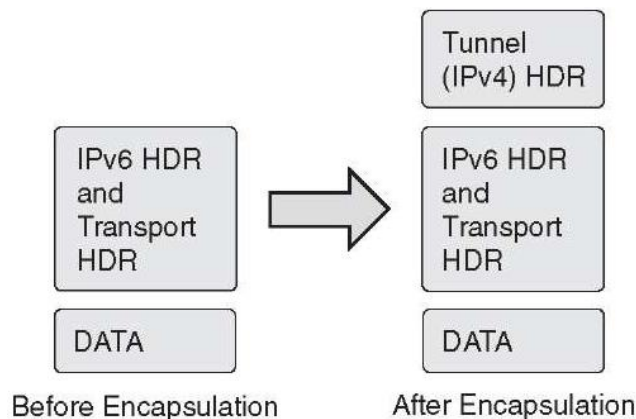 Tunnel
(IPv4) HDR
IPv6 HDR
and
Transport
HDR
IPv6 HDR
and
Transport
HDR
DATA
DATA
Before Encapsulation
After Encapsulation